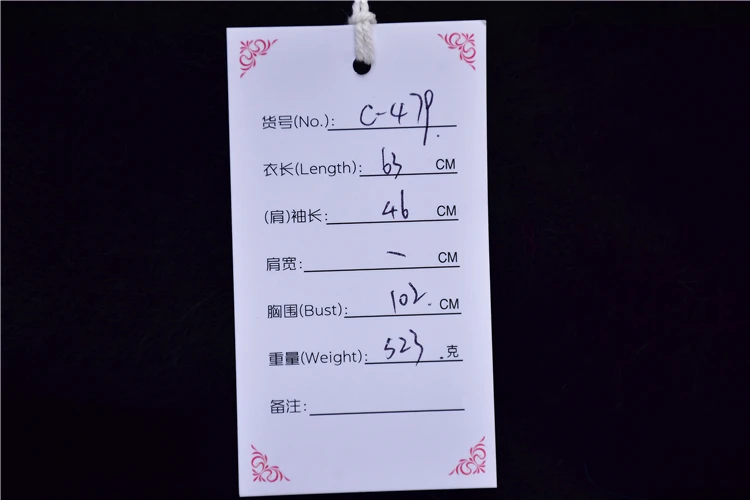 货号(No.): C-479.
衣长(Length): 63 CM
(肩)袖长: 46 CM
肩宽: — CM
胸围(Bust): 102. CM
重量(Weight): 523 .克
备注: